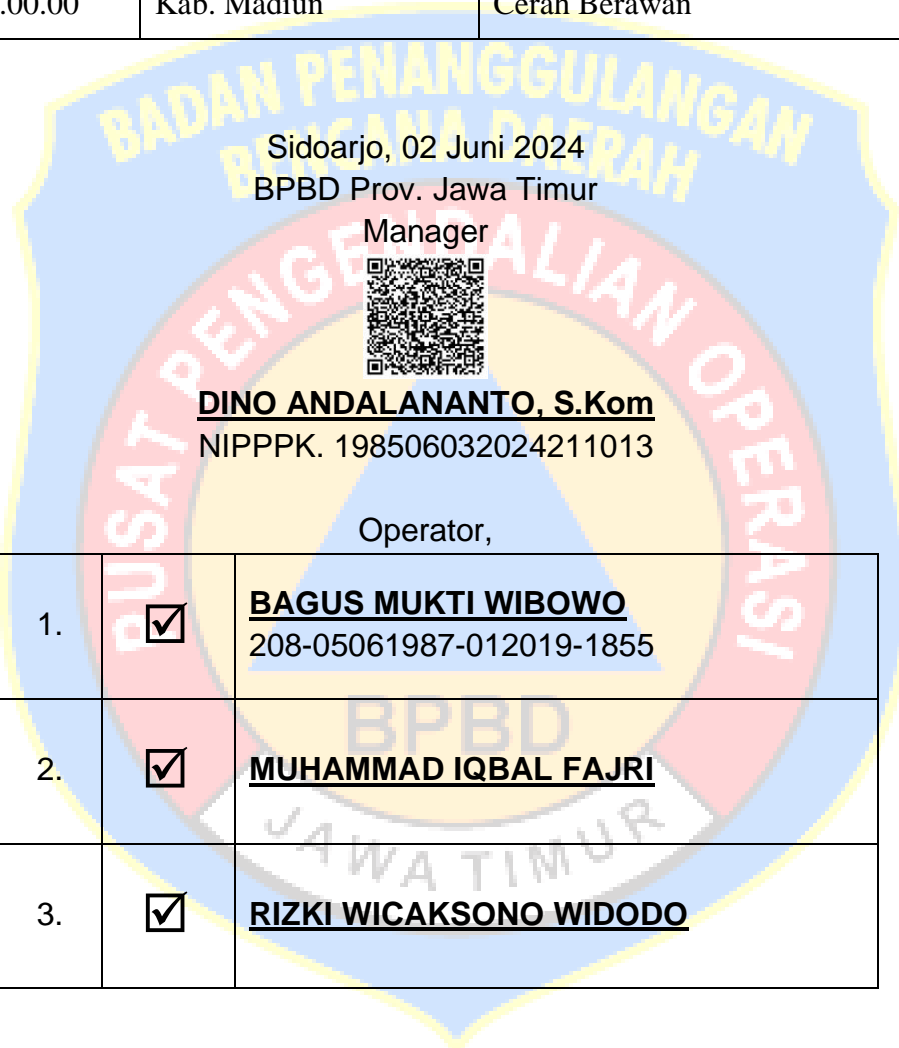 .00.00 Kab. Madiun Cerah Berawan
BADAN PENANGGULANGAN
BENCANA DAERAH
PUSAT PENGENDALIAN OPERASI
Sidoarjo, 02 Juni 2024
BPBD Prov. Jawa Timur
Manager
DINO ANDALANANTO, S.Kom
NIPPPK. 198506032024211013
Operator,
1. BAGUS MUKTI WIBOWO
208-05061987-012019-1855
2. MUHAMMAD IQBAL FAJRI
3. RIZKI WICAKSONO WIDODO
BPBD
JAWA TIMUR